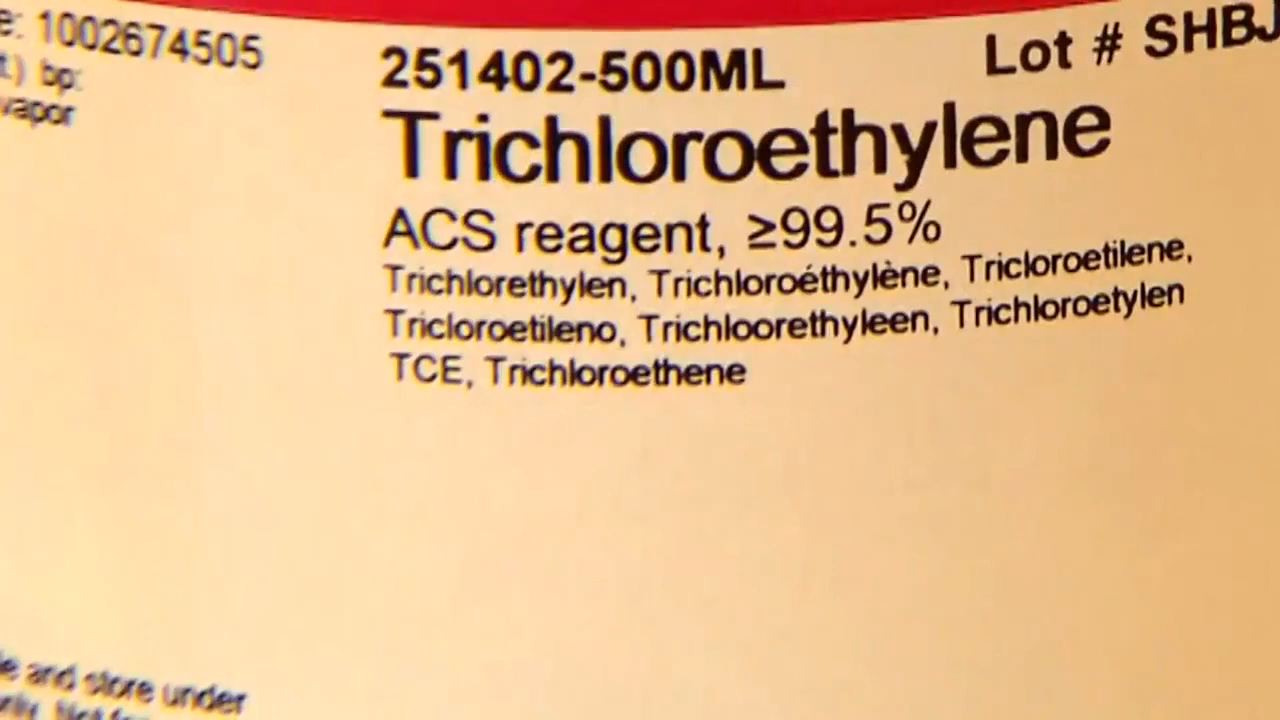 e: 1002674505
251402-500ML
Lot # SHBJ
t.) bp:
vapor
Trichloroethylene
ACS reagent, ≥99.5%
Trichlorethylen, Trichloroéthylène, Tricloroetilene,
Tricloroetileno, Trichloorethyleen, Trichloroetylen
TCE, Trichloroethene
and store under